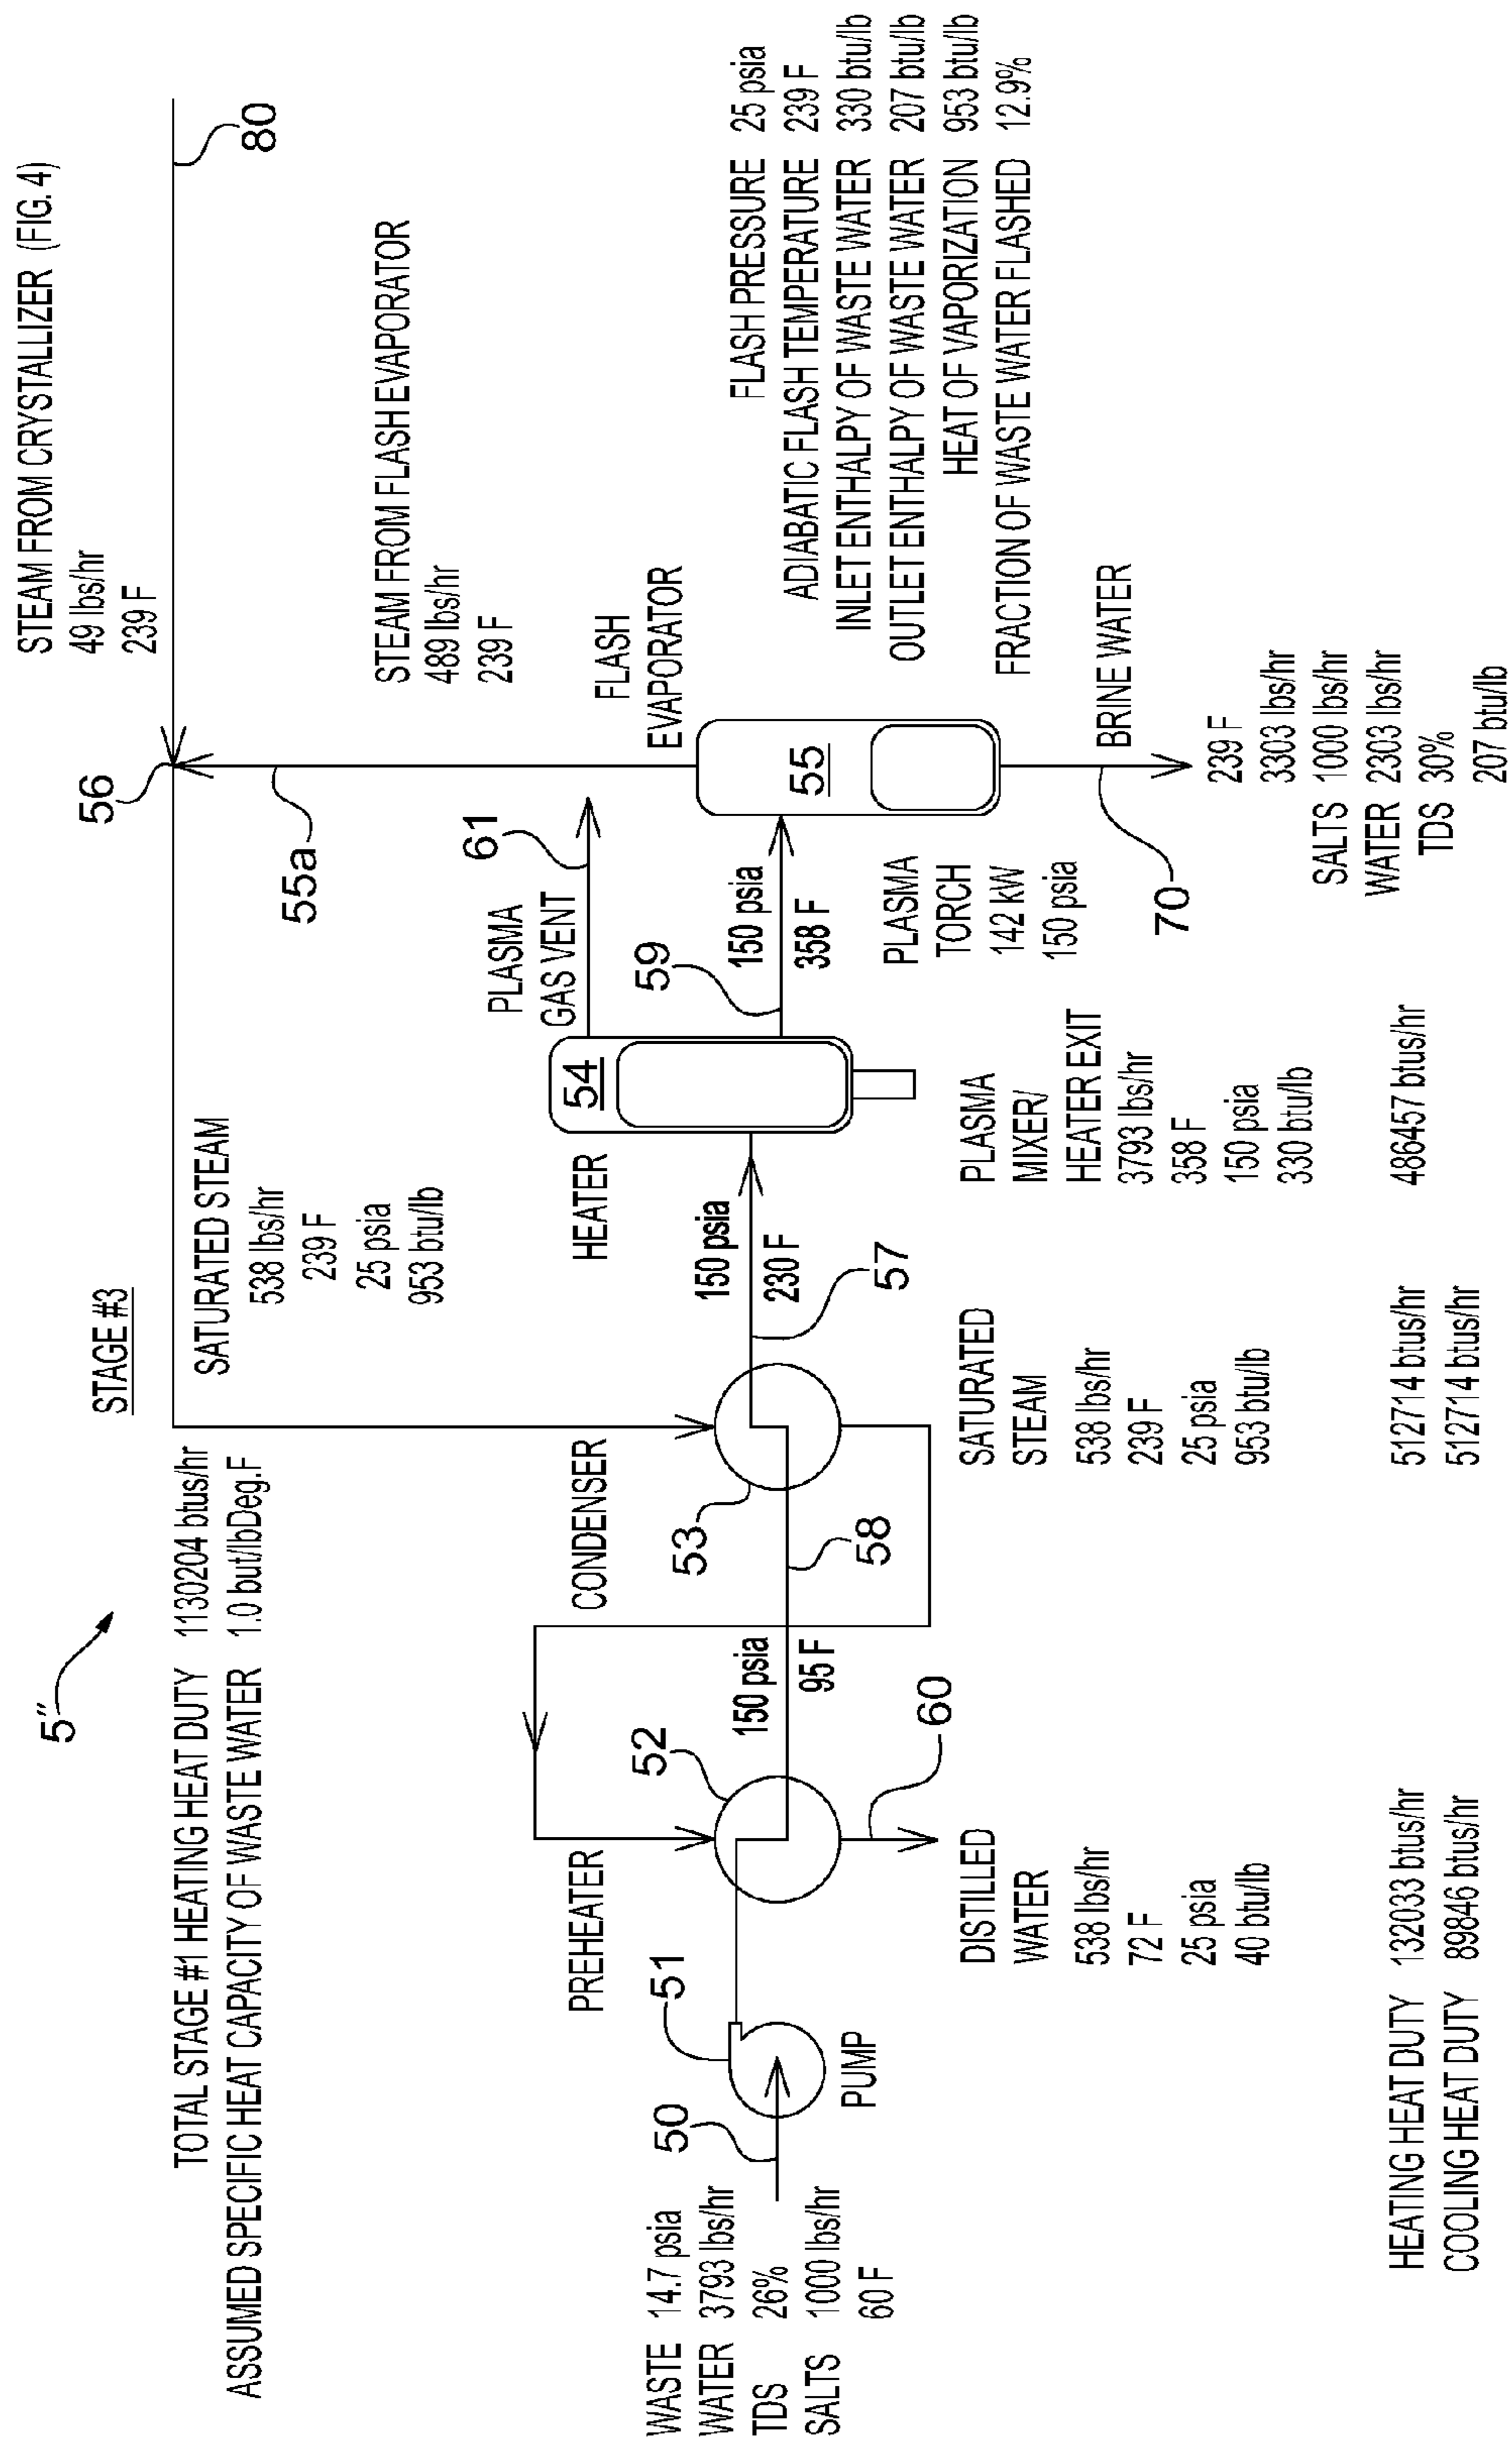 5″
STAGE #3
TOTAL STAGE #1 HEATING HEAT DUTY 1130204 btus/hr
ASSUMED SPECIFIC HEAT CAPACITY OF WASTE WATER 1.0 but/lbDeg.F
STEAM FROM CRYSTALLIZER (FIG. 4)
49 lbs/hr
239 F
80
56
SATURATED STEAM
538 lbs/hr
239 F
25 psia
953 btu/lb
55a
STEAM FROM FLASH EVAPORATOR
489 lbs/hr
239 F
WASTE 14.7 psia
WATER 3793 lbs/hr
TDS 26%
SALTS 1000 lbs/hr
60 F
50
51
PUMP
PREHEATER
52
150 psia
95 F
60
CONDENSER
53
58
150 psia
230 F
57
HEATER
54
PLASMA
GAS VENT
61
59
150 psia
358 F
FLASH
EVAPORATOR
55
PLASMA
TORCH
142 kW
150 psia
70
BRINE WATER
239 F
3303 lbs/hr
SALTS 1000 lbs/hr
WATER 2303 lbs/hr
TDS 30%
207 btu/lb
FLASH PRESSURE 25 psia
ADIABATIC FLASH TEMPERATURE 239 F
INLET ENTHALPY OF WASTE WATER 330 btu/lb
OUTLET ENTHALPY OF WASTE WATER 207 btu/lb
HEAT OF VAPORIZATION 953 btu/lb
FRACTION OF WASTE WATER FLASHED 12.9%
DISTILLED
WATER
538 lbs/hr
72 F
25 psia
40 btu/lb
SATURATED
STEAM
538 lbs/hr
239 F
25 psia
953 btu/lb
PLASMA
MIXER/
HEATER EXIT
3793 lbs/hr
358 F
150 psia
330 btu/lb
HEATING HEAT DUTY 132033 btus/hr 512714 btus/hr 486457 btus/hr
COOLING HEAT DUTY 89846 btus/hr 512714 btus/hr